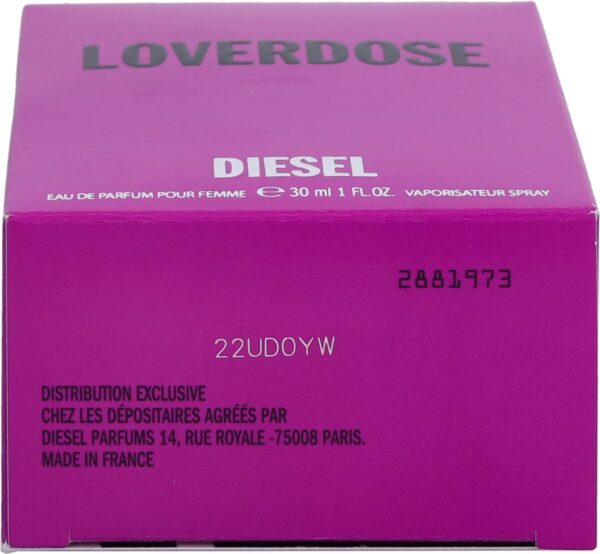 LOVERDOSE
DIESEL
EAU DE PARFUM POUR FEMME ℮ 30 ml 1 FL.OZ. VAPORISATEUR SPRAY
2881973
22UDOYW
DISTRIBUTION EXCLUSIVE
CHEZ LES DÉPOSITAIRES AGRÉÉS PAR
DIESEL PARFUMS 14, RUE ROYALE -75008 PARIS.
MADE IN FRANCE